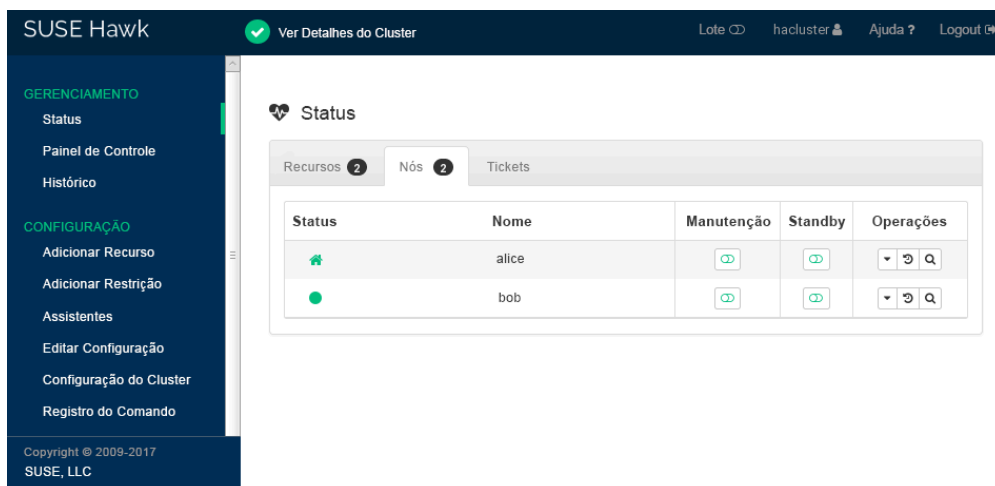 SUSE Hawk
Ver Detalhes do Cluster
Lote
hacluster
Ajuda ?
Logout
GERENCIAMENTO
Status
Painel de Controle
Histórico
CONFIGURAÇÃO
Adicionar Recurso
Adicionar Restrição
Assistentes
Editar Configuração
Configuração do Cluster
Registro do Comando
Copyright © 2009-2017
SUSE, LLC
Status
Recursos 2
Nós 2
Tickets
Status Nome Manutenção Standby Operações
alice
bob